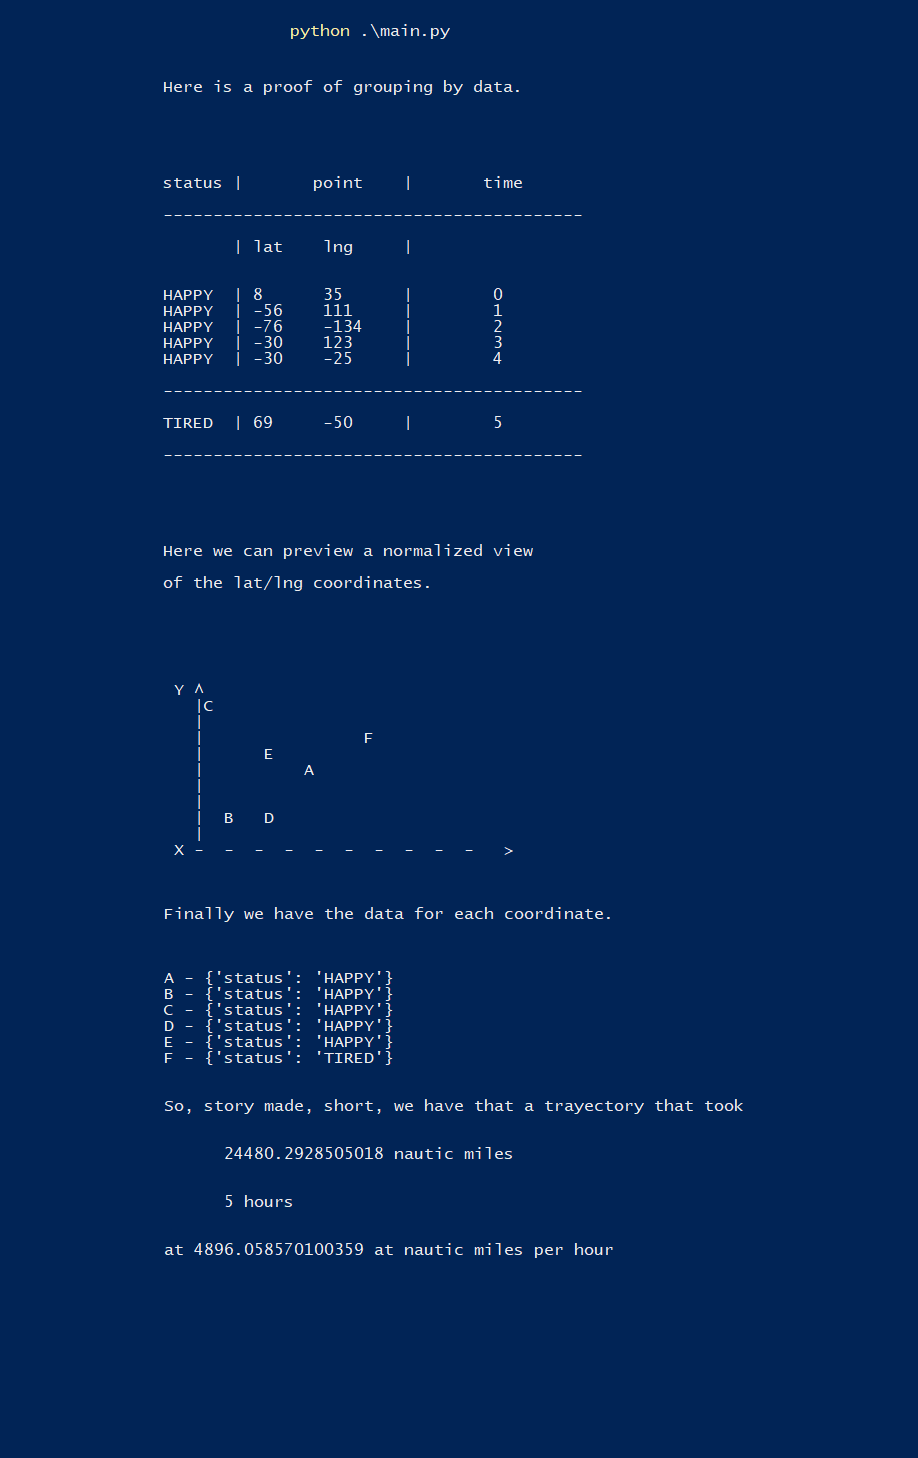 python .\main.py
Here is a proof of grouping by data.
status |       point    |       time
------------------------------------------
       | lat    lng     |
HAPPY  | 8      35      |        0
HAPPY  | -56    111     |        1
HAPPY  | -76    -134    |        2
HAPPY  | -30    123     |        3
HAPPY  | -30    -25     |        4
------------------------------------------
TIRED  | 69     -50     |        5
------------------------------------------
Here we can preview a normalized view
of the lat/lng coordinates.
 Y ^
   |C
   |
   |                F
   |      E
   |          A
   |
   |
   |  B   D
   |
 X -  -  -  -  -  -  -  -  -  -   >
Finally we have the data for each coordinate.
A - {'status': 'HAPPY'}
B - {'status': 'HAPPY'}
C - {'status': 'HAPPY'}
D - {'status': 'HAPPY'}
E - {'status': 'HAPPY'}
F - {'status': 'TIRED'}
So, story made, short, we have that a trayectory that took
24480.2928505018 nautic miles
5 hours
at 4896.058570100359 at nautic miles per hour